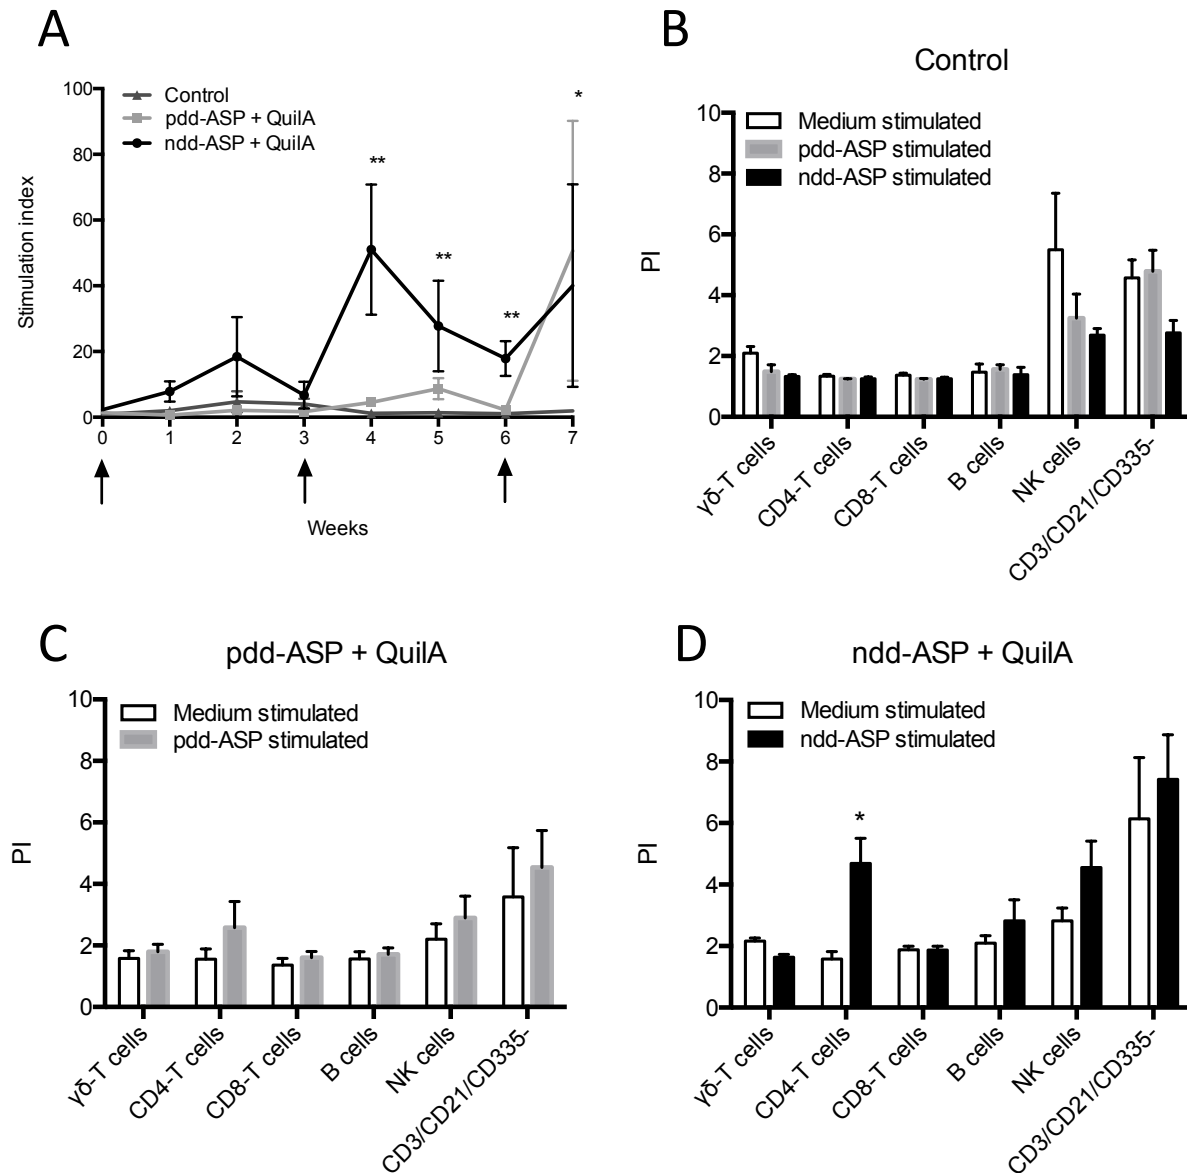 A
100
80
60
40
20
0
Stimulation index
Control
pdd-ASP + QuilA
ndd-ASP + QuilA
**
**
**
*
0 1 2 3 4 5 6 7
Weeks
B
Control
10
8
6
4
2
0
PI
Medium stimulated
pdd-ASP stimulated
ndd-ASP stimulated
γδ-T cells
CD4-T cells
CD8-T cells
B cells
NK cells
CD3/CD21/CD335-
C
pdd-ASP + QuilA
10
8
6
4
2
0
PI
Medium stimulated
pdd-ASP stimulated
γδ-T cells
CD4-T cells
CD8-T cells
B cells
NK cells
CD3/CD21/CD335-
D
ndd-ASP + QuilA
10
8
6
4
2
0
PI
Medium stimulated
ndd-ASP stimulated
*
γδ-T cells
CD4-T cells
CD8-T cells
B cells
NK cells
CD3/CD21/CD335-